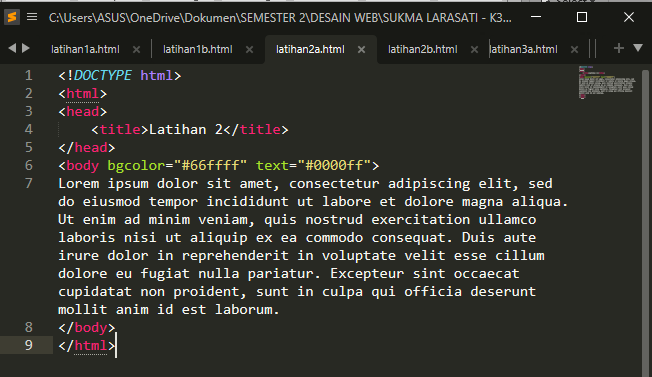 C:\Users\ASUS\OneDrive\Dokumen\SEMESTER 2\DESAIN WEB\SUKMA LARASATI - K3...
latihan1a.html latihan1b.html latihan2a.html latihan2b.html latihan3a.html
1 <!DOCTYPE html>
2 <html>
3 <head>
4 <title>Latihan 2</title>
5 </head>
6 <body bgcolor="#66ffff" text="#0000ff">
7 Lorem ipsum dolor sit amet, consectetur adipiscing elit, sed
do eiusmod tempor incididunt ut labore et dolore magna aliqua.
Ut enim ad minim veniam, quis nostrud exercitation ullamco
laboris nisi ut aliquip ex ea commodo consequat. Duis aute
irure dolor in reprehenderit in voluptate velit esse cillum
dolore eu fugiat nulla pariatur. Excepteur sint occaecat
cupidatat non proident, sunt in culpa qui officia deserunt
mollit anim id est laborum.
8 </body>
9 </html>